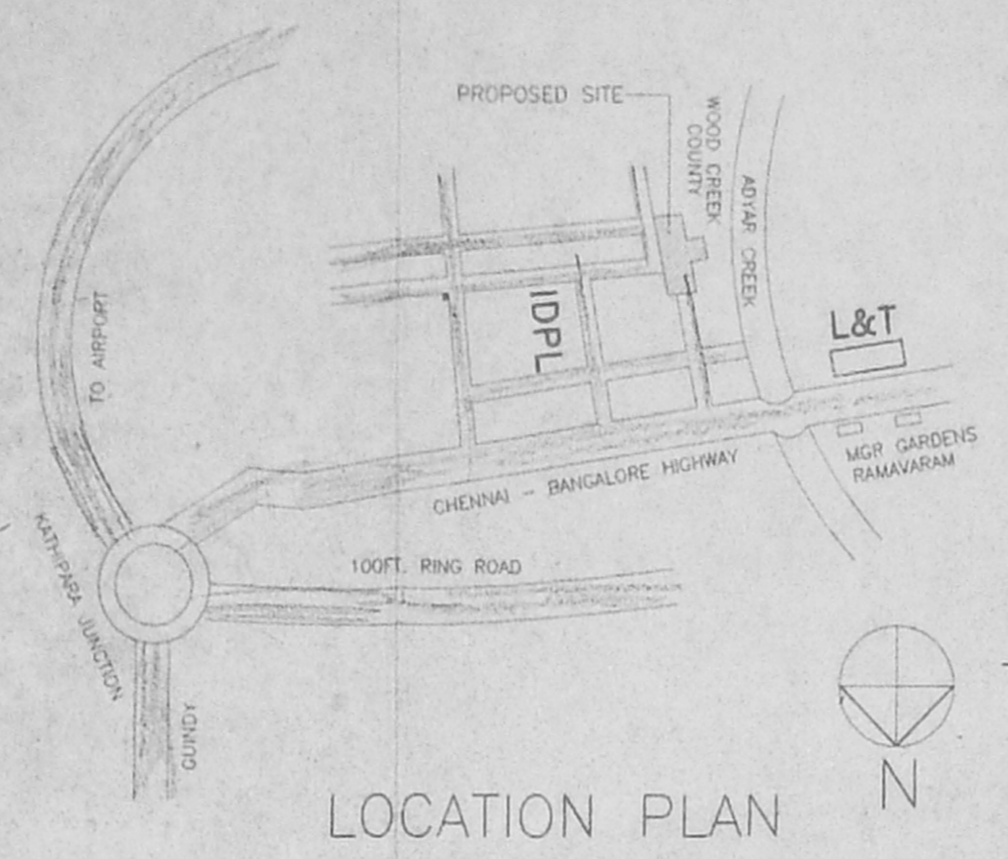 PROPOSED SITE
WOOD CREEK
COUNTY
ADYAR CREEK
TO AIRPORT
IDPL
L&T
MGR GARDENS
RAMAVARAM
CHENNAI - BANGALORE HIGHWAY
100FT. RING ROAD
KATHIPARA JUNCTION
GUINDY
N
LOCATION PLAN